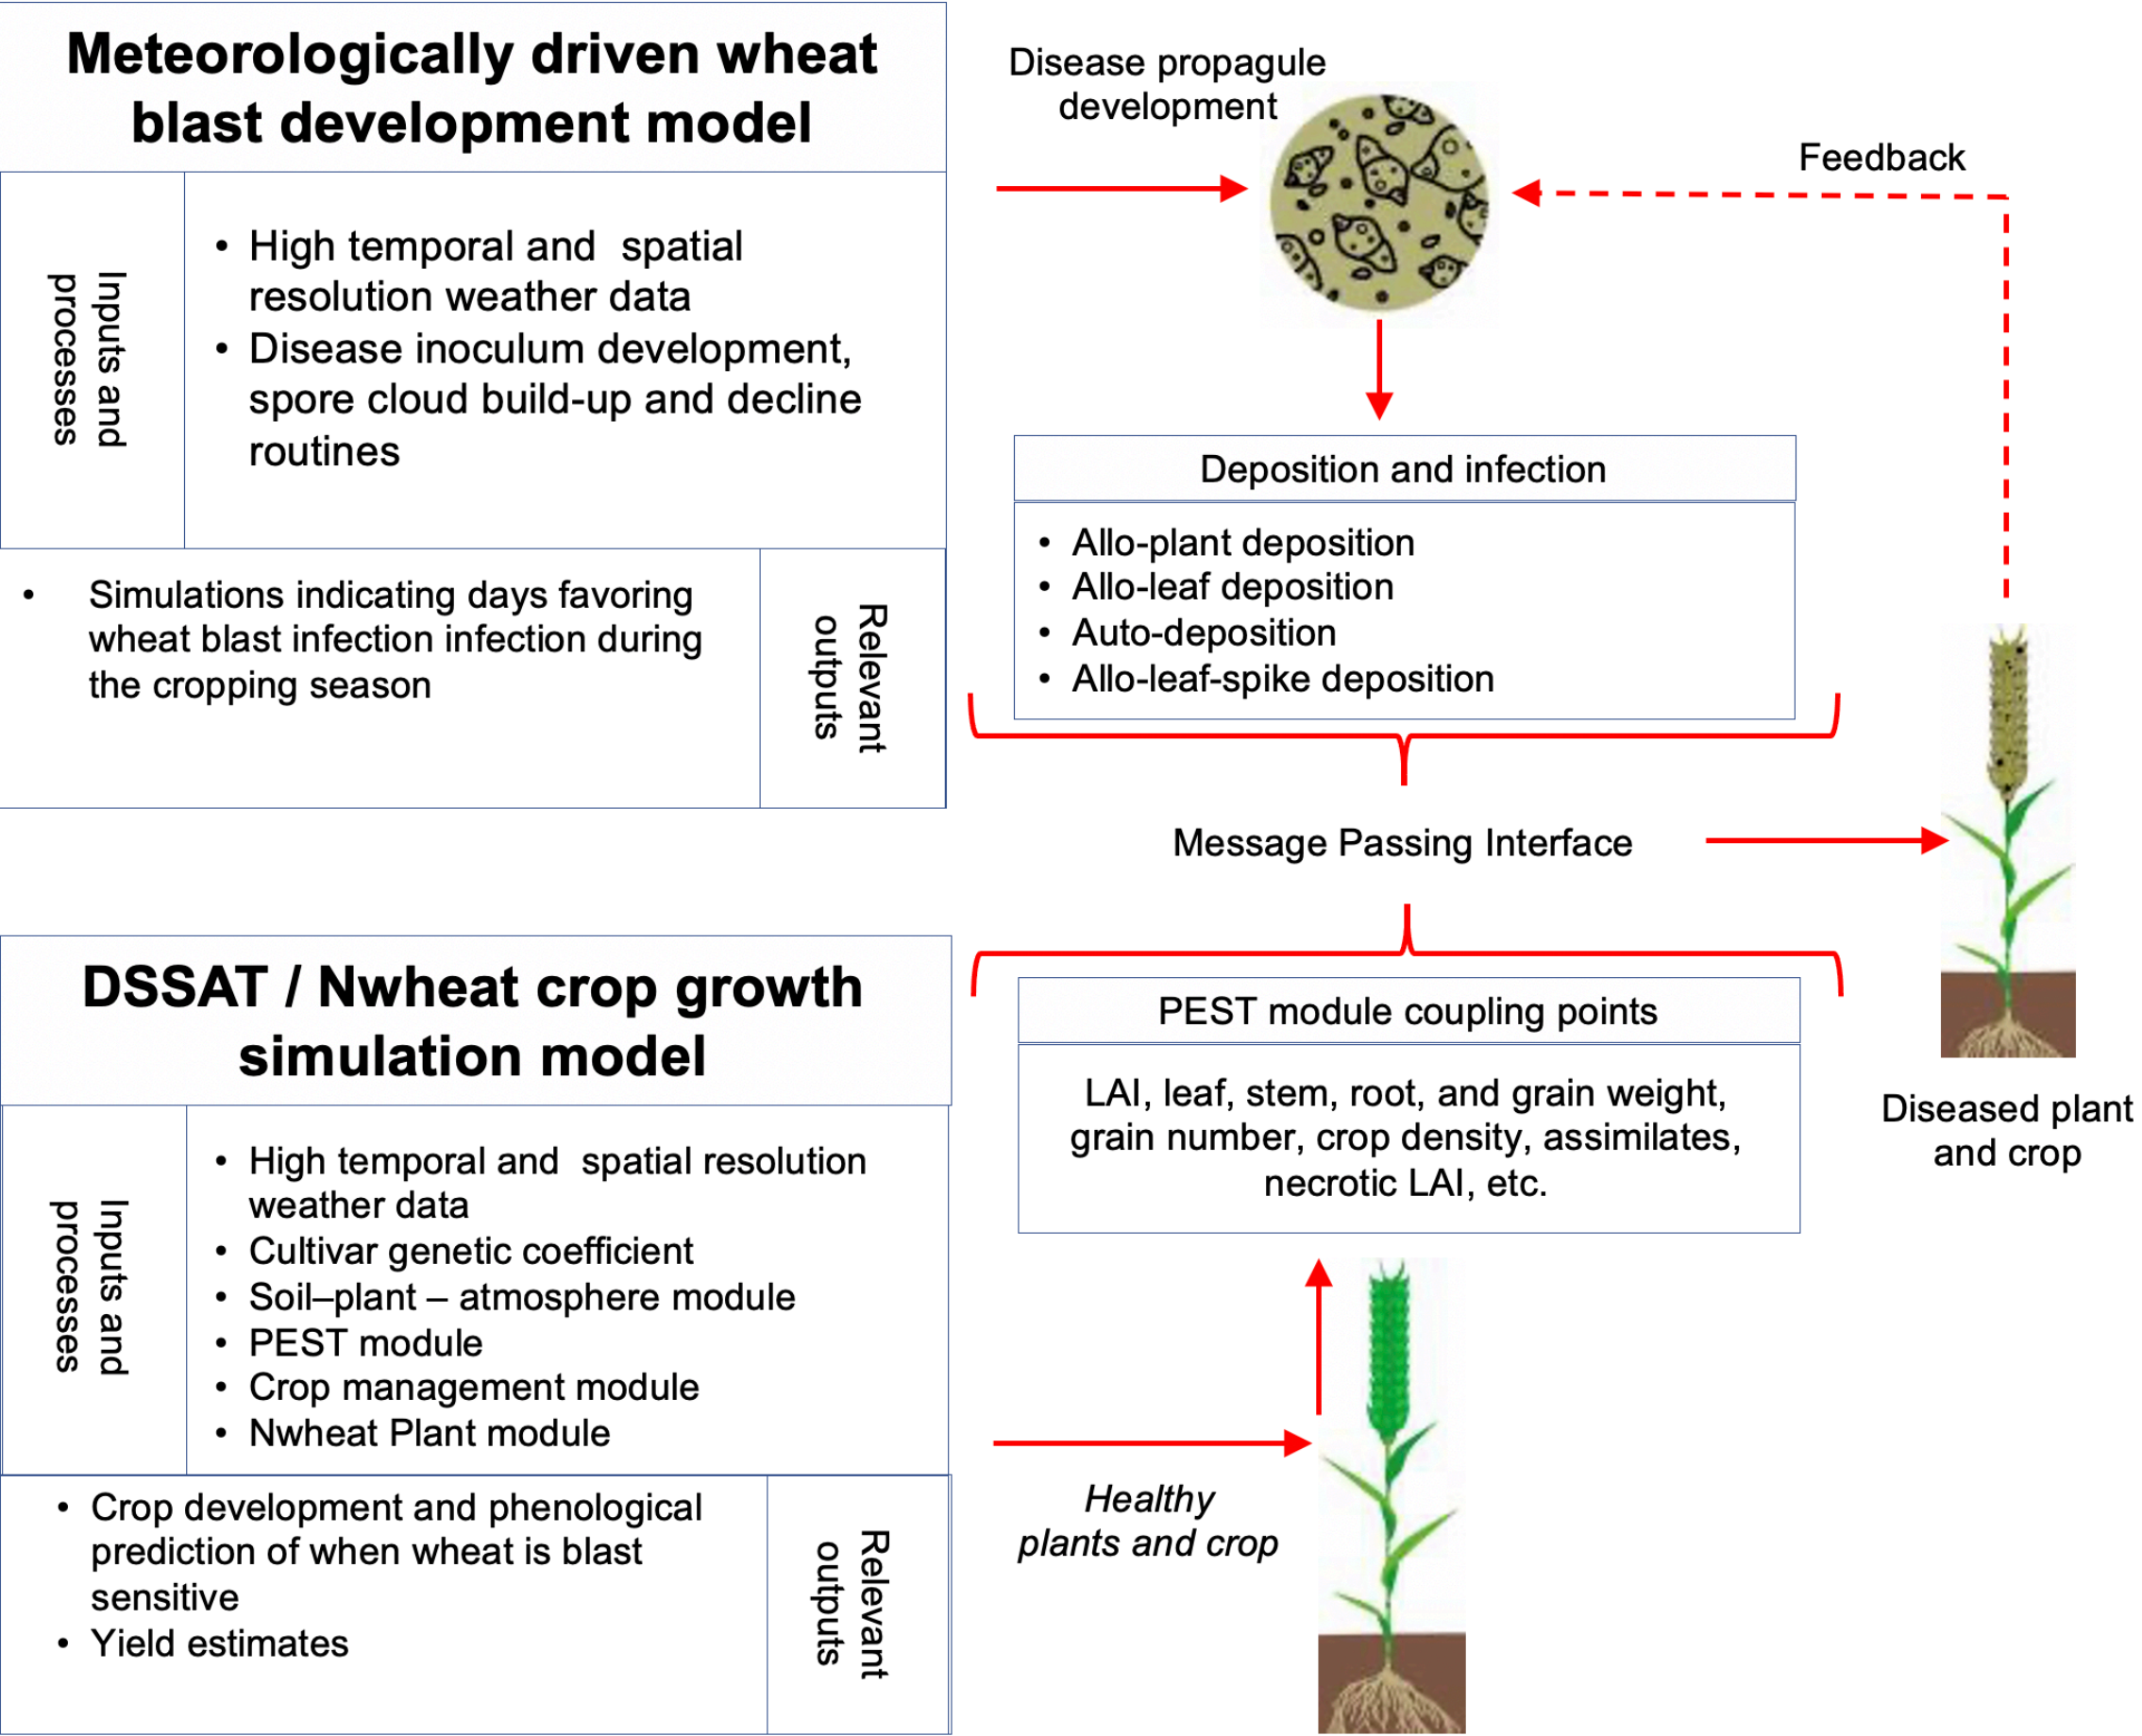 Meteorologically driven wheat
blast development model
Inputs and
processes
• High temporal and  spatial
resolution weather data
• Disease inoculum development,
spore cloud build-up and decline
routines
• Simulations indicating days favoring
wheat blast infection infection during
the cropping season
Relevant
outputs
Disease propagule
development
Feedback
Deposition and infection
• Allo-plant deposition
• Allo-leaf deposition
• Auto-deposition
• Allo-leaf-spike deposition
Message Passing Interface
DSSAT / Nwheat crop growth
simulation model
Inputs and
processes
• High temporal and  spatial resolution
weather data
• Cultivar genetic coefficient
• Soil–plant – atmosphere module
• PEST module
• Crop management module
• Nwheat Plant module
• Crop development and phenological
prediction of when wheat is blast
sensitive
• Yield estimates
Relevant
outputs
PEST module coupling points
LAI, leaf, stem, root, and grain weight,
grain number, crop density, assimilates,
necrotic LAI, etc.
Diseased plant
and crop
Healthy
plants and crop